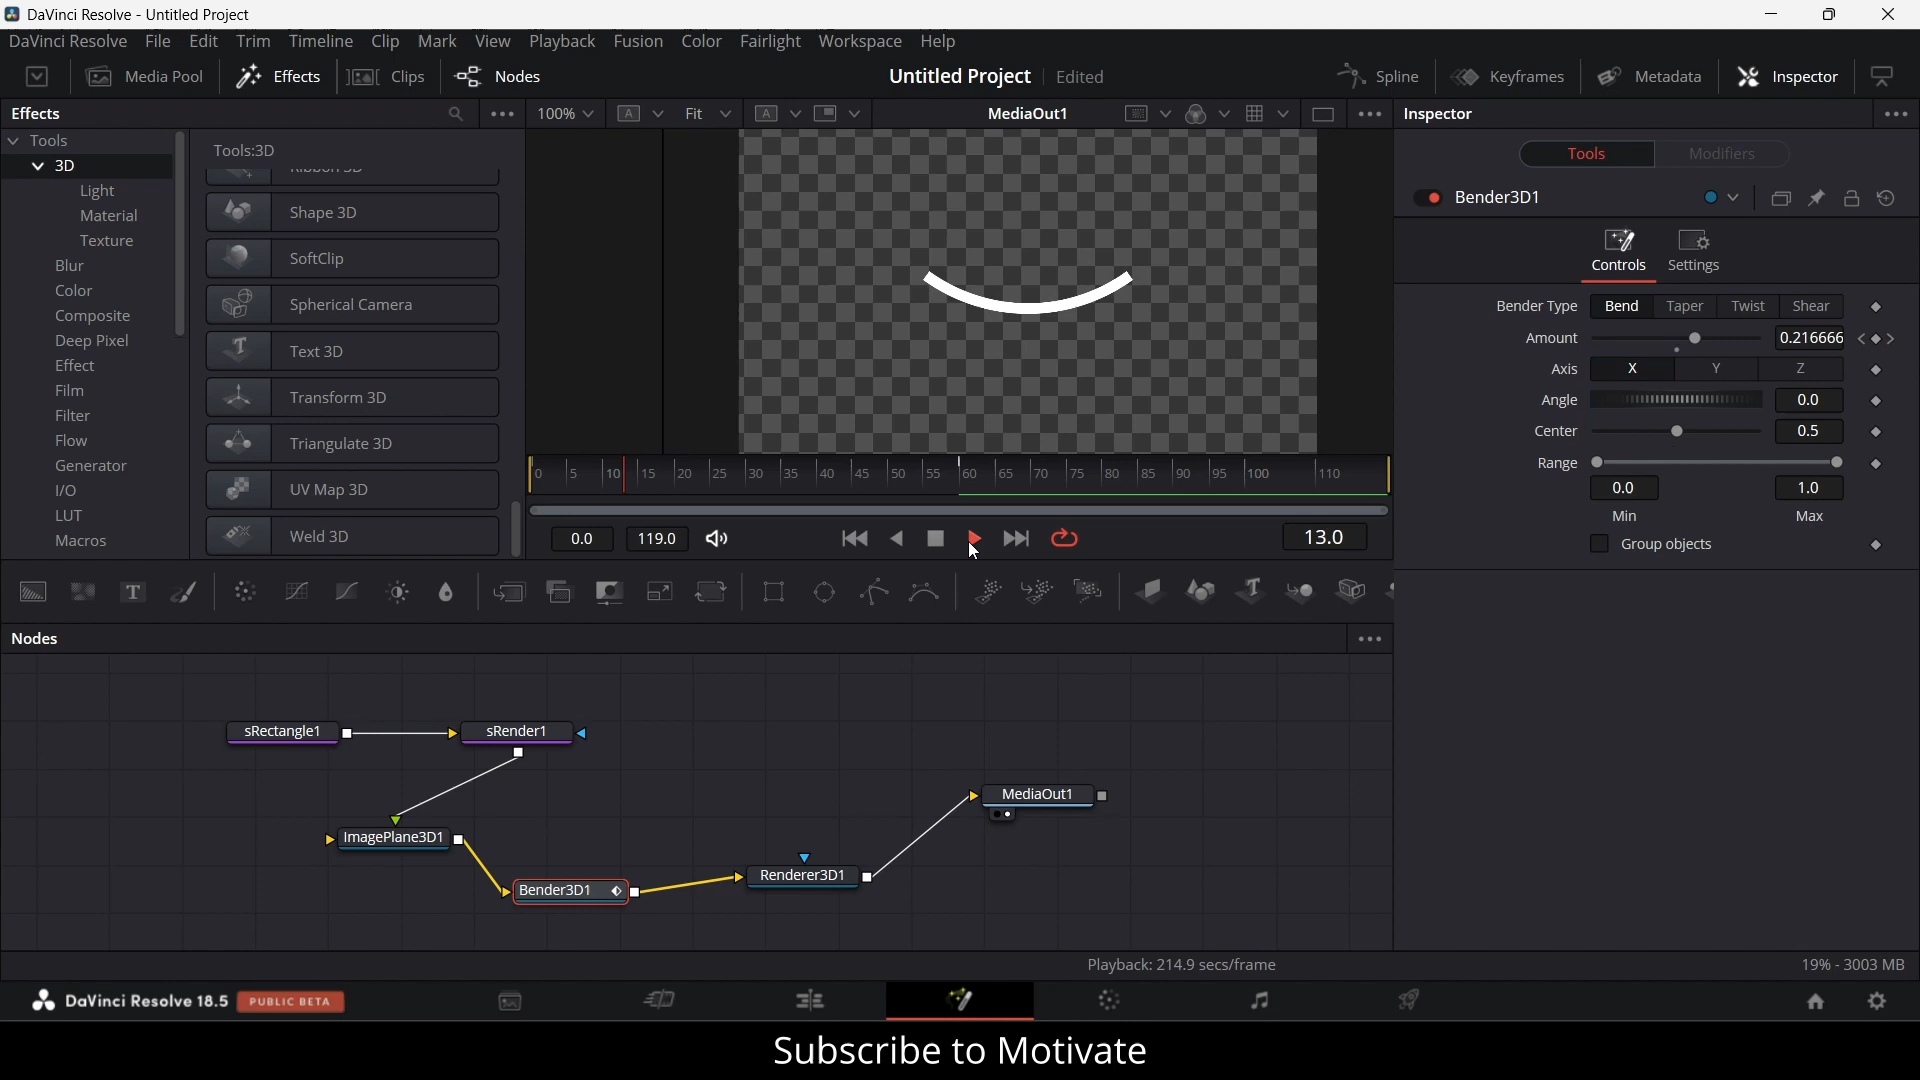 DaVinci Resolve - Untitled Project
DaVinci Resolve File Edit Trim Timeline Clip Mark View Playback Fusion Color Fairlight Workspace Help
Media Pool Effects Clips Nodes Untitled Project Edited Spline Keyframes Metadata Inspector
Effects 100% A Fit A MediaOut1 Inspector
Tools
3D
Light
Material
Texture
Blur
Color
Composite
Deep Pixel
Effect
Film
Filter
Flow
Generator
I/O
LUT
Macros
Tools:3D
Ribbon 3D
Shape 3D
SoftClip
Spherical Camera
Text 3D
Transform 3D
Triangulate 3D
UV Map 3D
Weld 3D
0 5 10 15 20 25 30 35 40 45 50 55 60 65 70 75 80 85 90 95 100 110
0.0 119.0 13.0
Tools Modifiers
Bender3D1
Controls Settings
Bender Type Bend Taper Twist Shear
Amount 0.216666
Axis X Y Z
Angle 0.0
Center 0.5
Range
0.0 1.0
Min Max
Group objects
T T
Nodes
sRectangle1 sRender1
MediaOut1
ImagePlane3D1
Renderer3D1
Bender3D1
Playback: 214.9 secs/frame 19% - 3003 MB
DaVinci Resolve 18.5 PUBLIC BETA
Subscribe to Motivate